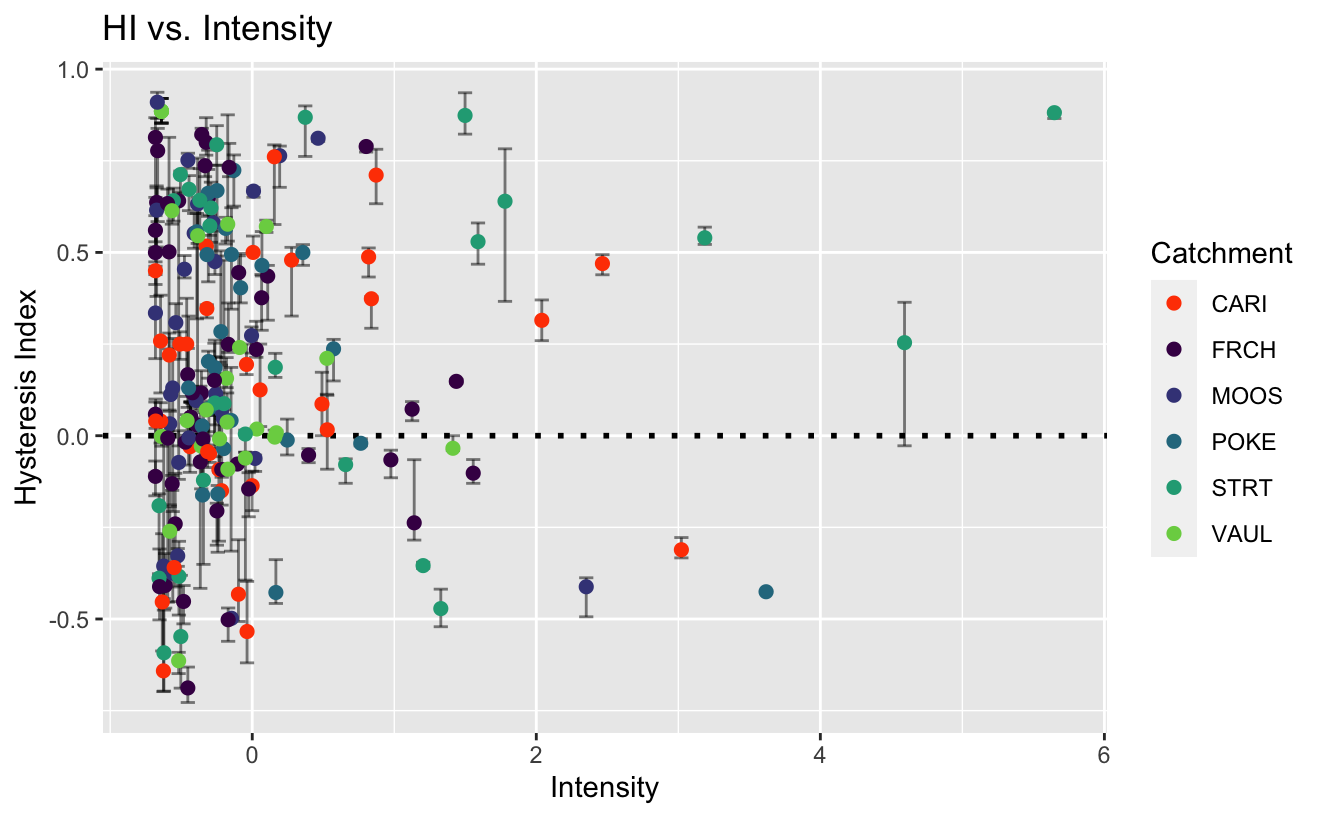 HI vs. Intensity
1.0
0.5
0.0
-0.5
Hysteresis Index
0 2 4 6
Intensity
Catchment
CARI
FRCH
MOOS
POKE
STRT
VAUL